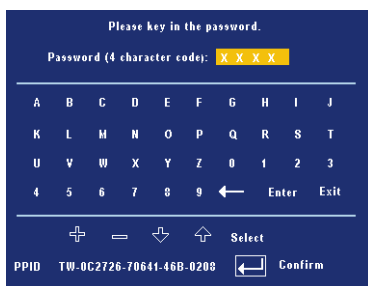 Please key in the password.
Password (4 character code): X X X X
A B C D E F G H I J
K L M N O P Q R S T
U V W X Y Z 0 1 2 3
4 5 6 7 8 9 Enter Exit
Select
PPID TW-0C2726-70641-46B-0208 Confirm